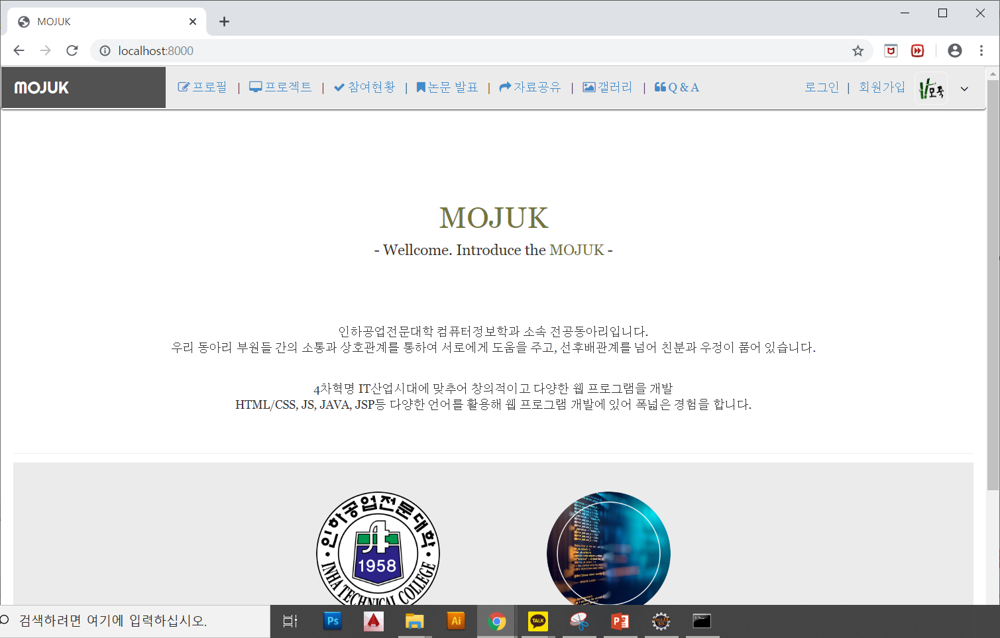 MOJUK
localhost:8000
MOJUK
프로필 | 프로젝트 | 참여현황 | 논문 발표 | 자료공유 | 갤러리 | Q & A
로그인 | 회원가입
모죽
MOJUK
- Wellcome. Introduce the MOJUK -
인하공업전문대학 컴퓨터정보학과 소속 전공동아리입니다.
우리 동아리 부원들 간의 소통과 상호관계를 통하여 서로에게 도움을 주고, 선후배관계를 넘어 친분과 우정이 품어 있습니다.
4차혁명 IT산업시대에 맞추어 창의적이고 다양한 웹 프로그램을 개발
HTML/CSS, JS, JAVA, JSP등 다양한 언어를 활용해 웹 프로그램 개발에 있어 폭넓은 경험을 합니다.
인하공업전문대학
1958
INHA TECHNICAL COLLEGE
검색하려면 여기에 입력하십시오.
Ps
Ai
TALK